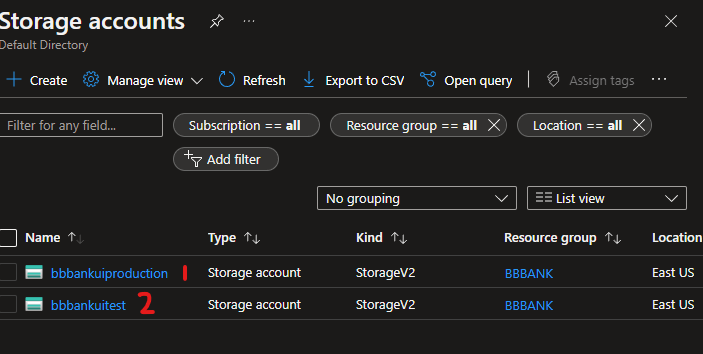 Storage accounts
Default Directory
Create Manage view Refresh Export to CSV Open query Assign tags
Filter for any field... Subscription == all Resource group == all Location == all
Add filter
No grouping List view
Name Type Kind Resource group Location
bbbankuiproduction 1 Storage account StorageV2 BBBANK East US
bbbankuitest 2 Storage account StorageV2 BBBANK East US